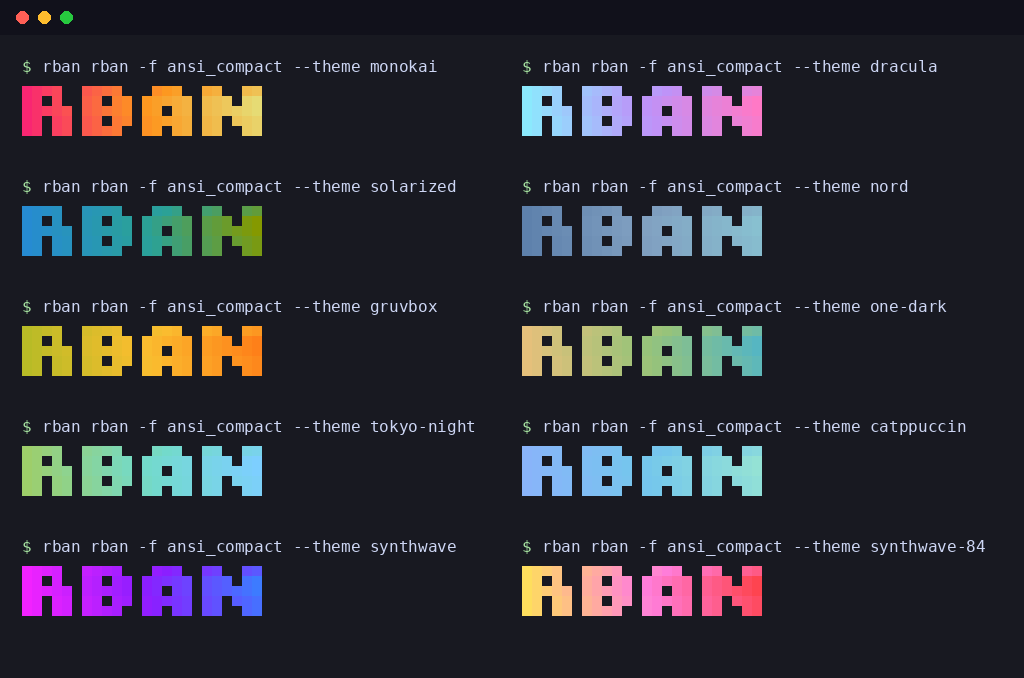 $ rban rban -f ansi_compact --theme monokai
RBAN
$ rban rban -f ansi_compact --theme dracula
RBAN
$ rban rban -f ansi_compact --theme solarized
RBAN
$ rban rban -f ansi_compact --theme nord
RBAN
$ rban rban -f ansi_compact --theme gruvbox
RBAN
$ rban rban -f ansi_compact --theme one-dark
RBAN
$ rban rban -f ansi_compact --theme tokyo-night
RBAN
$ rban rban -f ansi_compact --theme catppuccin
RBAN
$ rban rban -f ansi_compact --theme synthwave
RBAN
$ rban rban -f ansi_compact --theme synthwave-84
RBAN